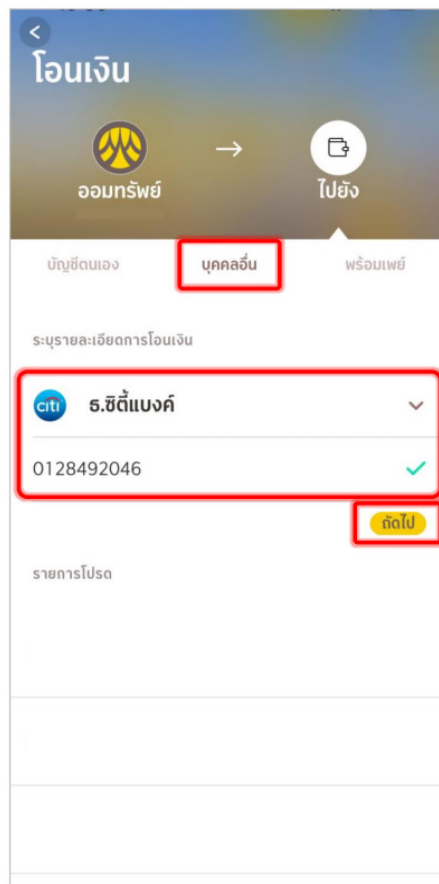 โอนเงิน
ออมทรัพย์
ไปยัง
บัญชีตนเอง บุคคลอื่น พร้อมเพย์
ระบุรายละเอียดการโอนเงิน
citi ธ.ซิตี้แบงค์
0128492046
ถัดไป
รายการโปรด